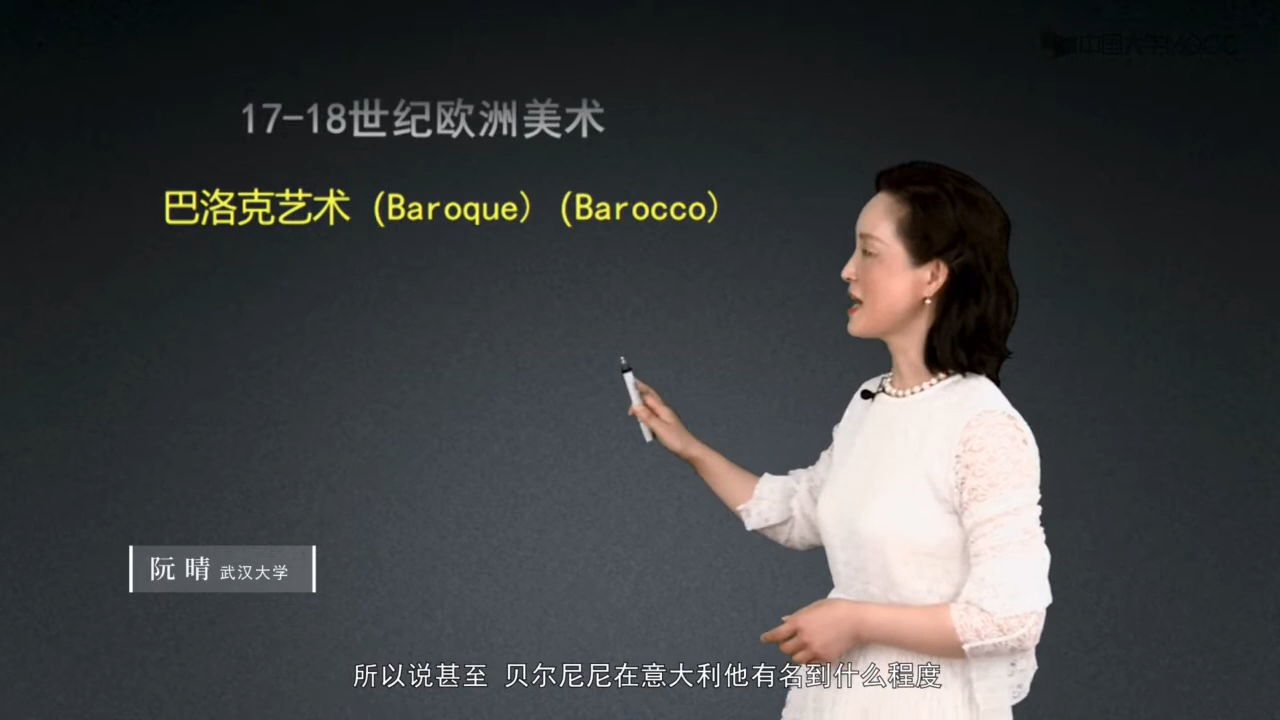 17-18世纪欧洲美术
巴洛克艺术 (Baroque) (Barocco)
阮晴 武汉大学
所以说甚至 贝尔尼尼在意大利他有名到什么程度